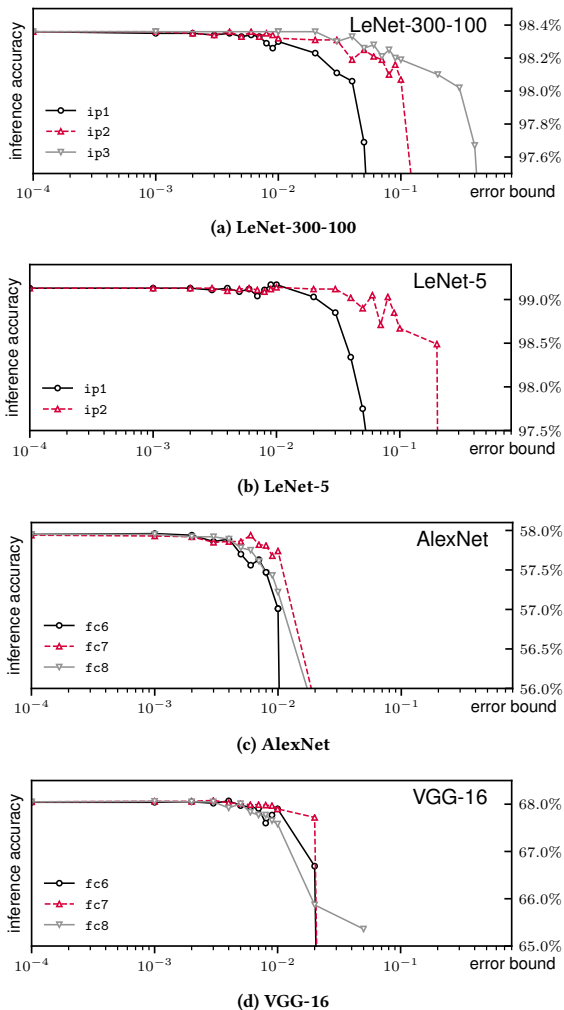 LeNet-300-100
inference accuracy
98.4%
98.2%
98.0%
97.8%
97.6%
ip1
ip2
ip3
10⁻⁴ 10⁻³ 10⁻² 10⁻¹ error bound
(a) LeNet-300-100
LeNet-5
inference accuracy
99.0%
98.5%
98.0%
97.5%
ip1
ip2
10⁻⁴ 10⁻³ 10⁻² 10⁻¹ error bound
(b) LeNet-5
AlexNet
inference accuracy
58.0%
57.5%
57.0%
56.5%
56.0%
fc6
fc7
fc8
10⁻⁴ 10⁻³ 10⁻² 10⁻¹ error bound
(c) AlexNet
VGG-16
inference accuracy
68.0%
67.0%
66.0%
65.0%
fc6
fc7
fc8
10⁻⁴ 10⁻³ 10⁻² 10⁻¹ error bound
(d) VGG-16